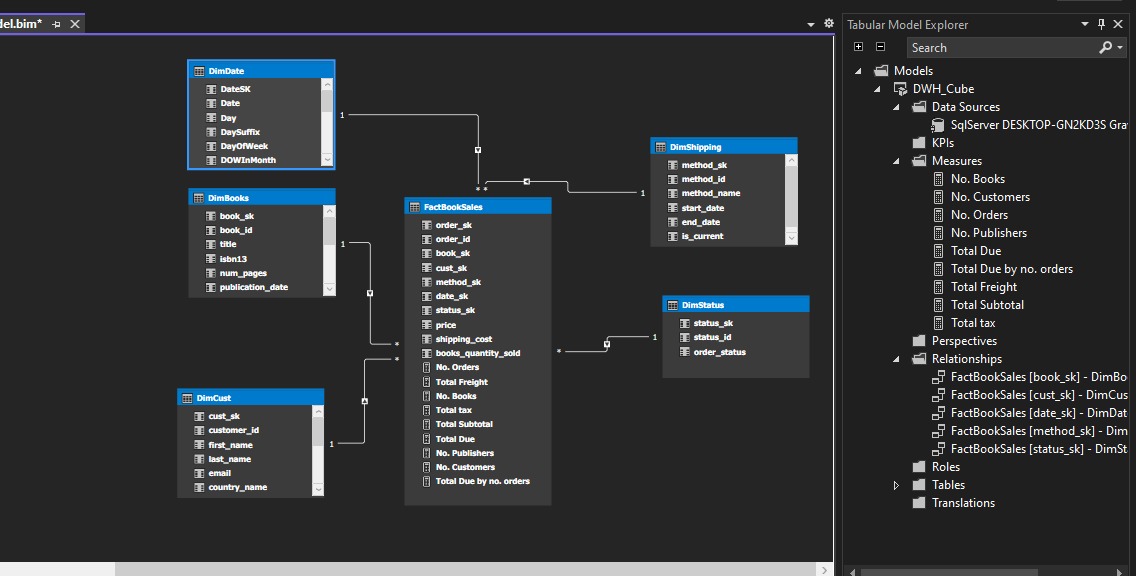 del.bim*
DimDate
DateSK
Date
Day
DaySuffix
DayOfWeek
DOWInMonth
1
* *
DimBooks
book_sk
book_id
title
isbn13
num_pages
publication_date
1
*
DimCust
cust_sk
customer_id
first_name
last_name
email
country_name
1
*
FactBookSales
order_sk
order_id
book_sk
cust_sk
method_sk
date_sk
status_sk
price
shipping_cost
books_quantity_sold
No. Orders
Total Freight
No. Books
Total tax
Total Subtotal
Total Due
No. Publishers
No. Customers
Total Due by no. orders
DimShipping
method_sk
method_id
method_name
start_date
end_date
is_current
1
DimStatus
status_sk
status_id
order_status
1
*
Tabular Model Explorer
Search
Models
DWH_Cube
Data Sources
SqlServer DESKTOP-GN2KD3S Gra
KPIs
Measures
No. Books
No. Customers
No. Orders
No. Publishers
Total Due
Total Due by no. orders
Total Freight
Total Subtotal
Total tax
Perspectives
Relationships
FactBookSales [book_sk] - DimBo
FactBookSales [cust_sk] - DimCus
FactBookSales [date_sk] - DimDat
FactBookSales [method_sk] - Dim
FactBookSales [status_sk] - DimSt
Roles
Tables
Translations